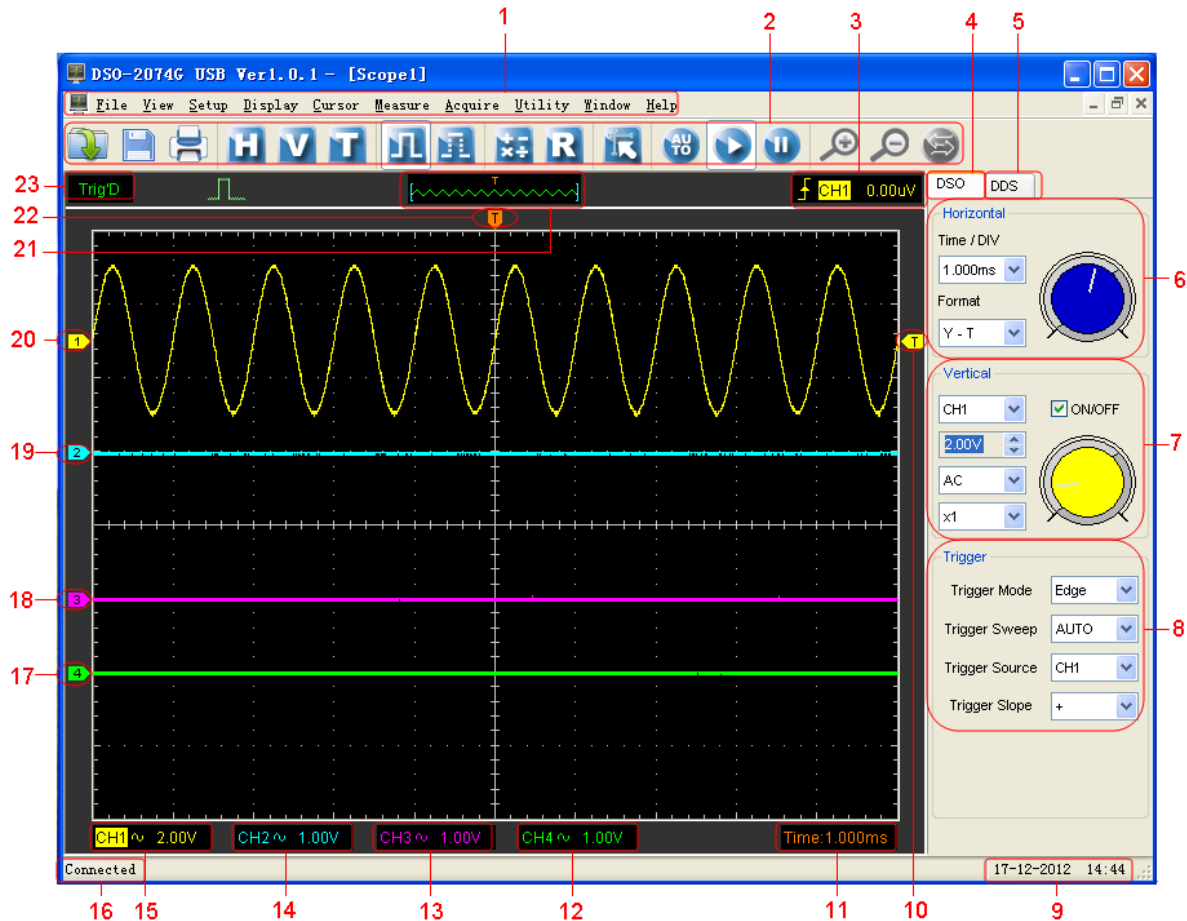 1 2 3 4 5
DSO-2074G USB Ver1.0.1 - [Scope1]
File View Setup Display Cursor Measure Acquire Utility Window Help
H V T R AUTO
23 Trig'D T CH1 0.00uV DSO DDS
22 T
21
Horizontal
Time / DIV
1.000ms
6
Format
Y - T
20 1 T
Vertical
CH1 ON/OFF
2.00V
7
19 2
AC
x1
Trigger
Trigger Mode Edge
18 3
Trigger Sweep AUTO
8
Trigger Source CH1
17 4
Trigger Slope +
CH1 2.00V CH2 1.00V CH3 1.00V CH4 1.00V Time:1.000ms
Connected 17-12-2012 14:44
16 15 14 13 12 11 10 9